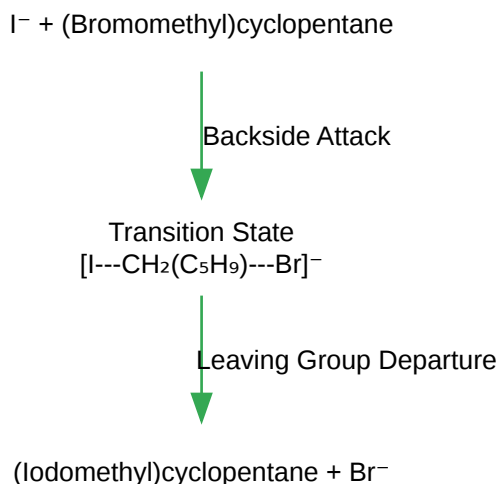 I⁻ + (Bromomethyl)cyclopentane
Backside Attack
Transition State
[I---CH₂(C₅H₉)---Br]⁻
Leaving Group Departure
(Iodomethyl)cyclopentane + Br⁻